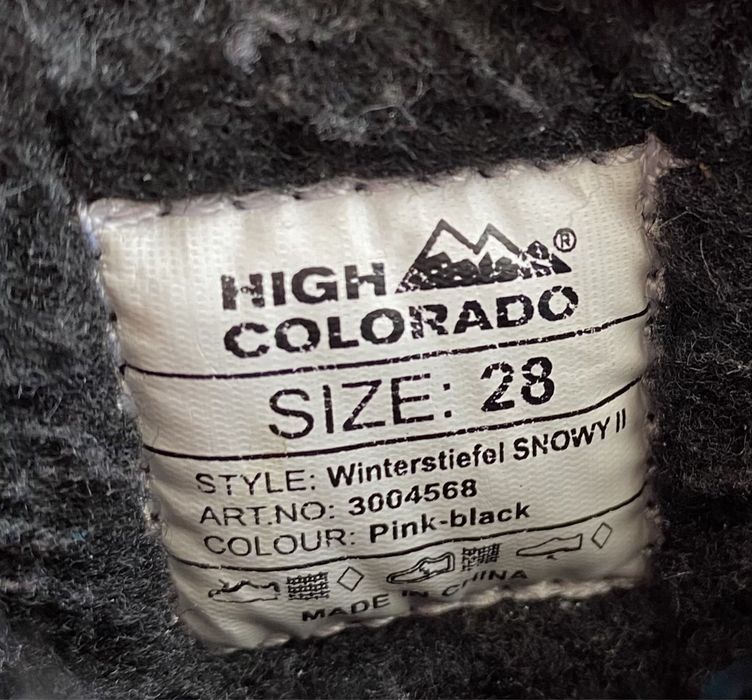 HIGH
COLORADO®
SIZE: 28
STYLE: Winterstiefel SNOWY II
ART.NO: 3004568
COLOUR: Pink-black
MADE IN CHINA